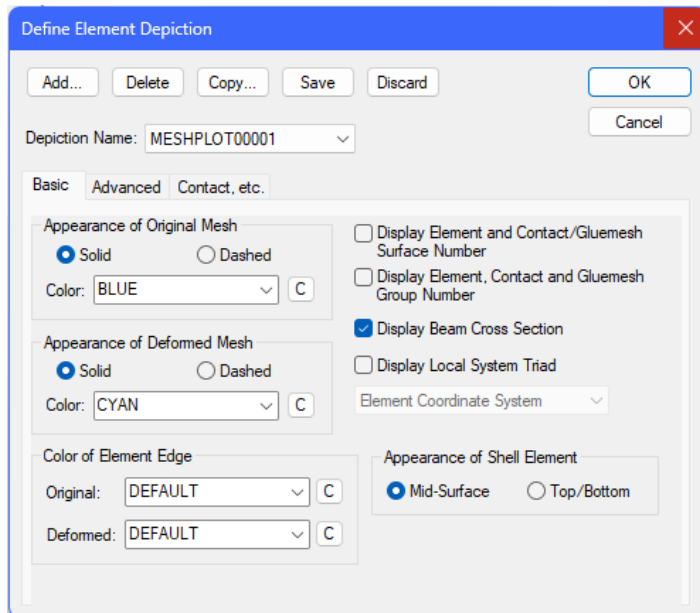 Define Element Depiction
Add... Delete Copy... Save Discard OK
Cancel
Depiction Name: MESHPLOT00001
Basic Advanced Contact, etc.
Appearance of Original Mesh
Solid Dashed
Color: BLUE C
Appearance of Deformed Mesh
Solid Dashed
Color: CYAN C
Color of Element Edge
Original: DEFAULT C
Deformed: DEFAULT C
Display Element and Contact/Gluemesh
Surface Number
Display Element, Contact and Gluemesh
Group Number
Display Beam Cross Section
Display Local System Triad
Element Coordinate System
Appearance of Shell Element
Mid-Surface Top/Bottom